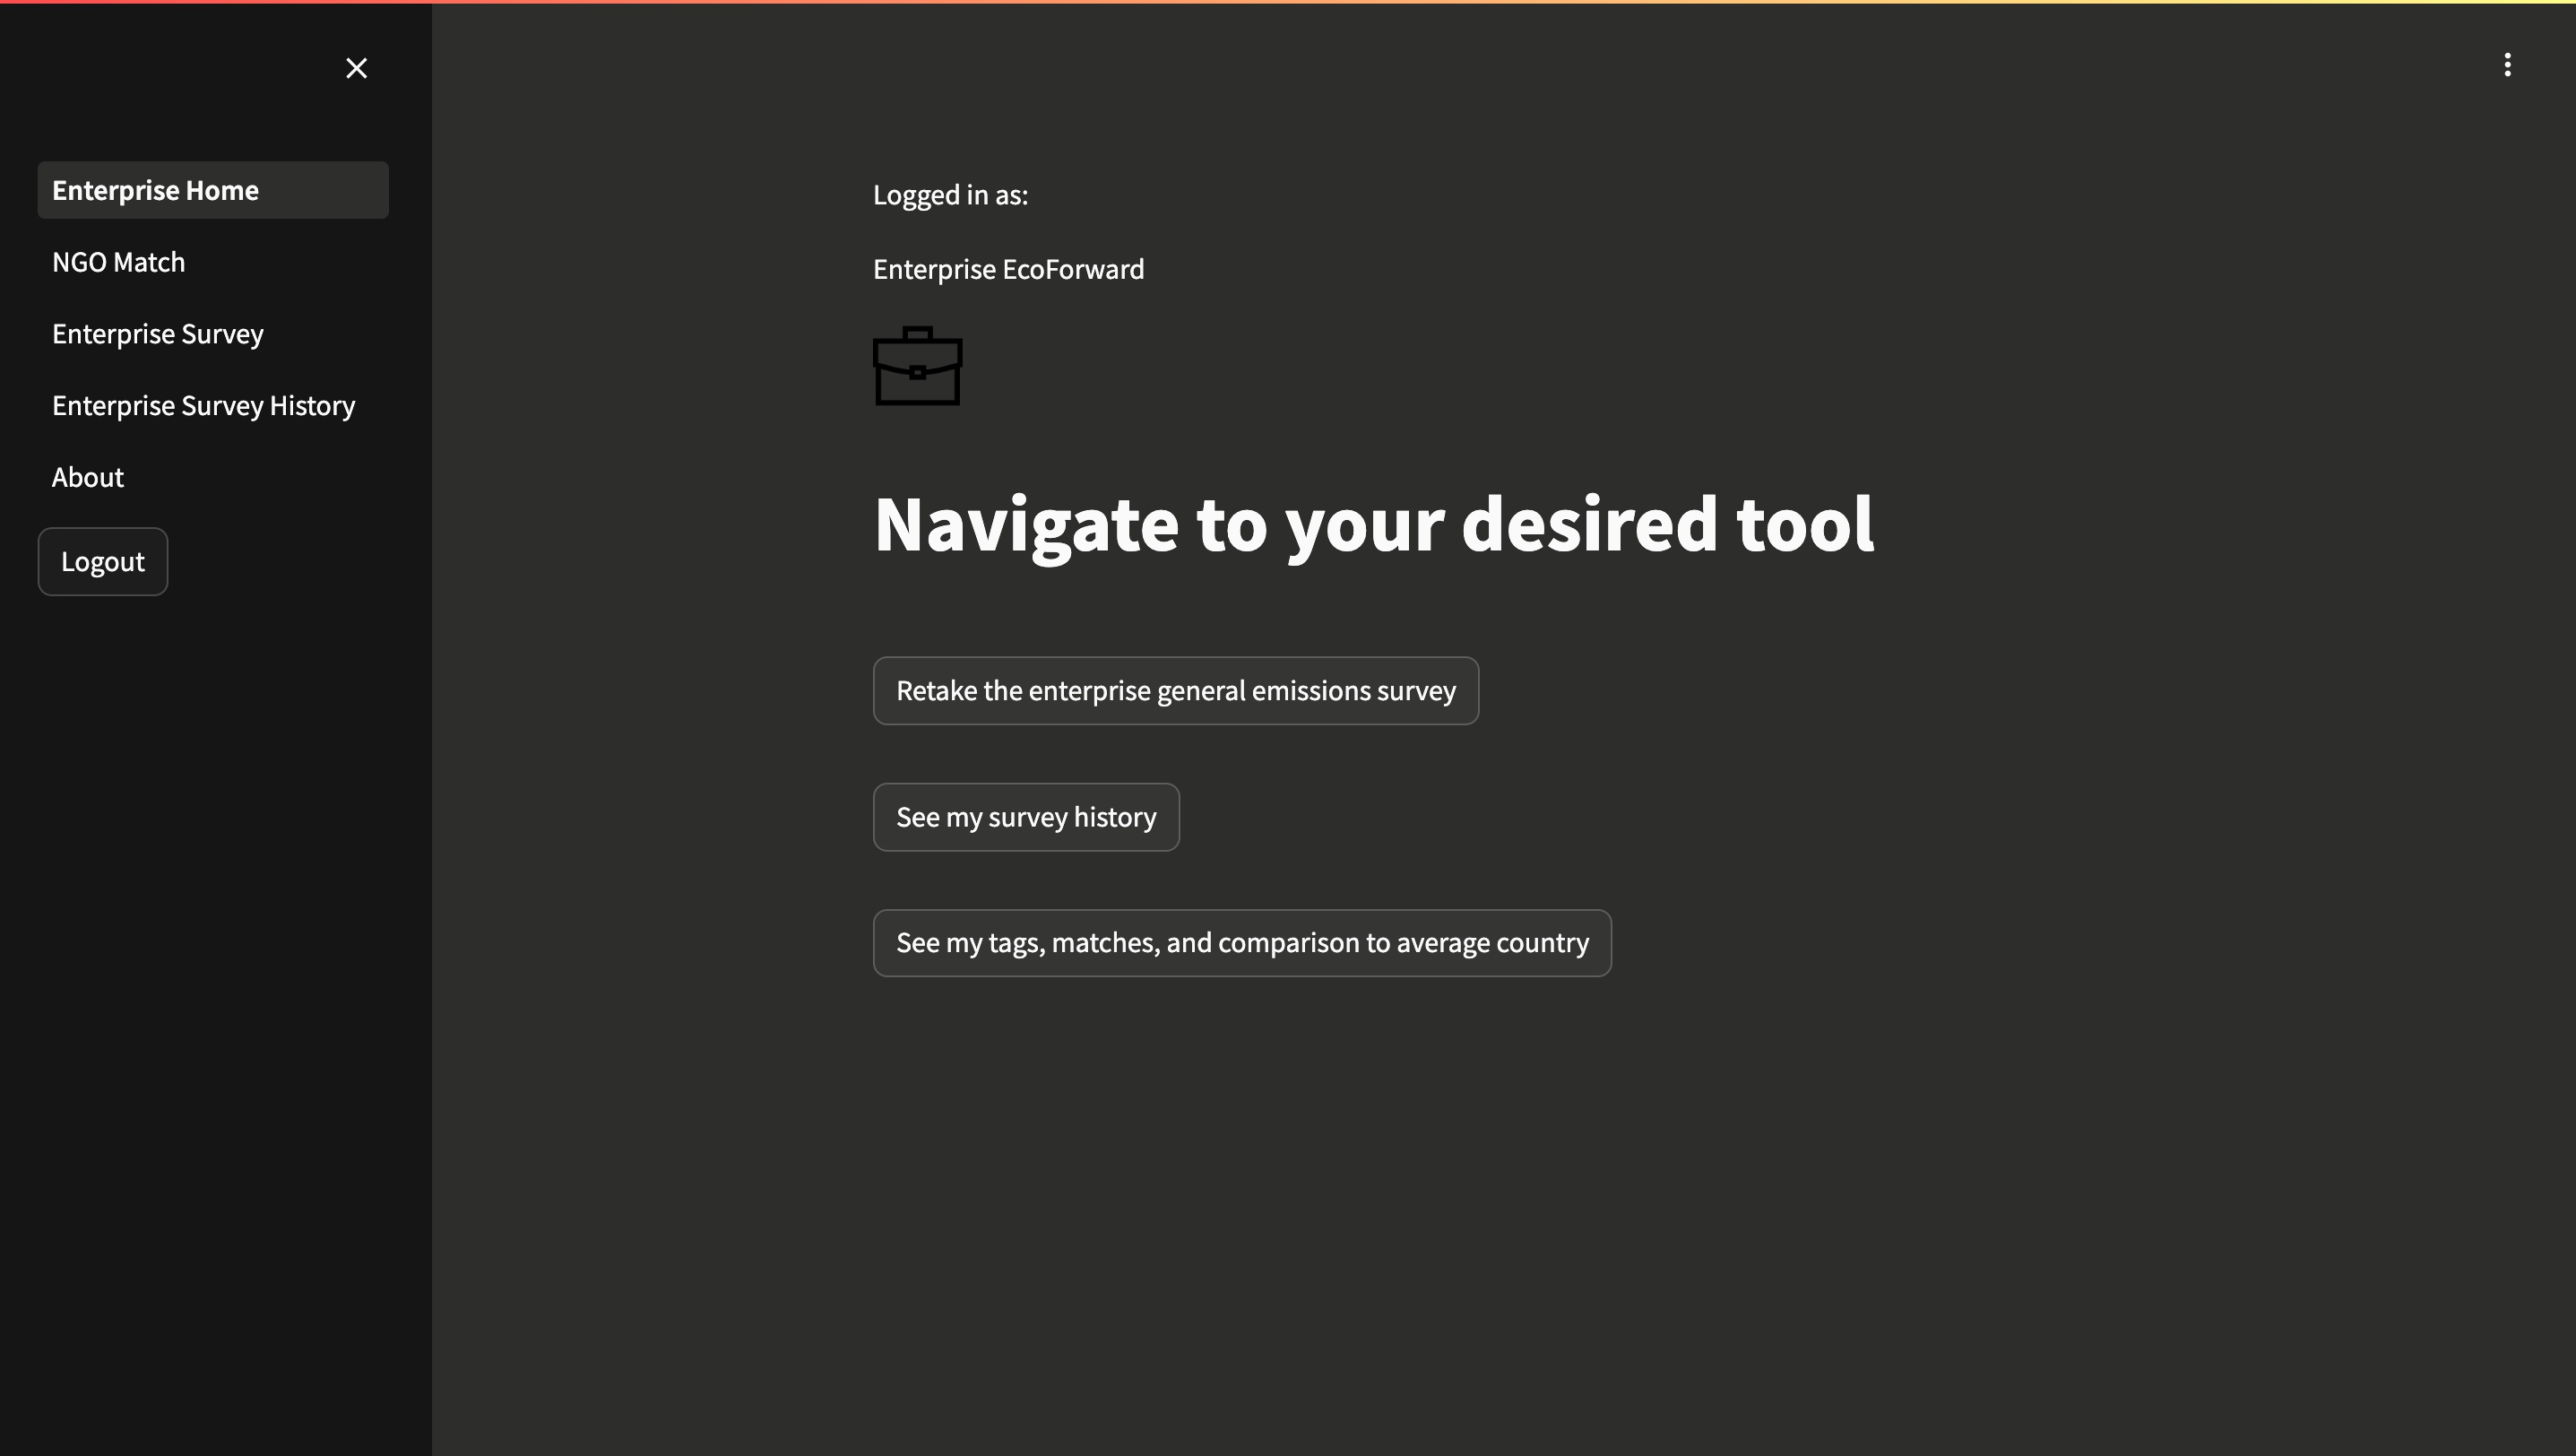 Enterprise Home
NGO Match
Enterprise Survey
Enterprise Survey History
About
Logout
Logged in as:
Enterprise EcoForward
Navigate to your desired tool
Retake the enterprise general emissions survey
See my survey history
See my tags, matches, and comparison to average country